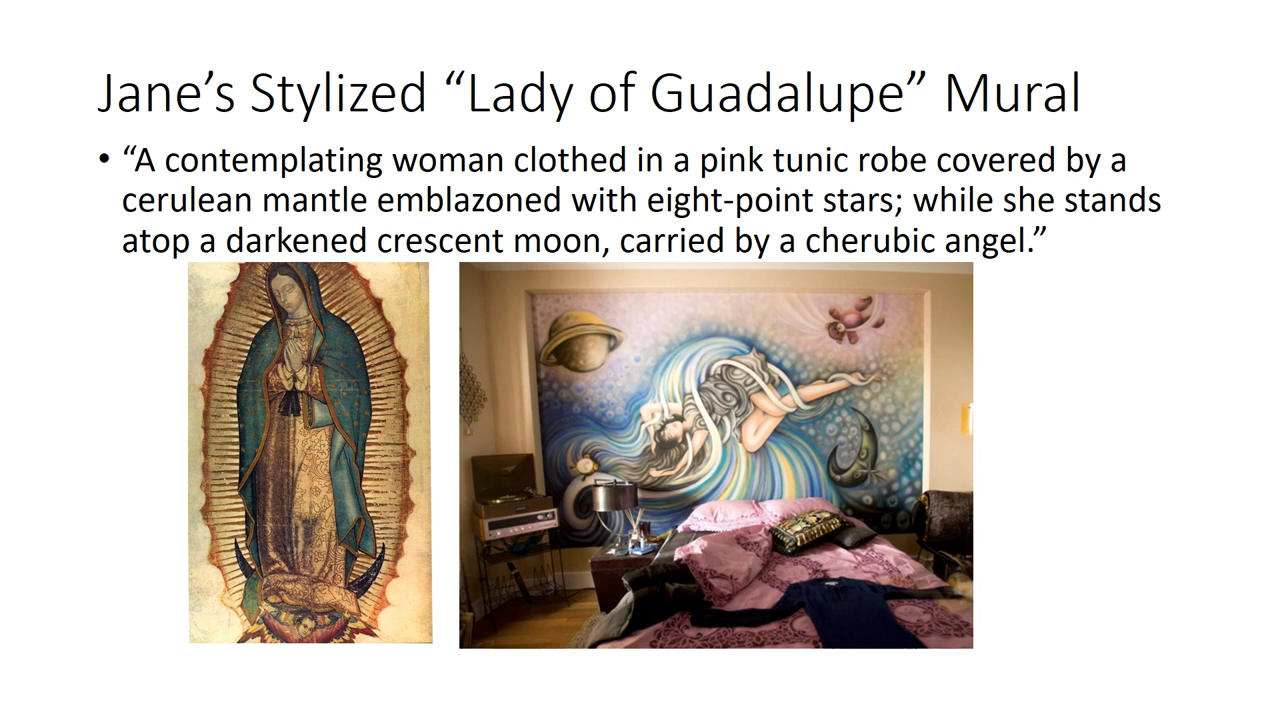 Jane’s Stylized “Lady of Guadalupe” Mural
• “A contemplating woman clothed in a pink tunic robe covered by a
cerulean mantle emblazoned with eight-point stars; while she stands
atop a darkened crescent moon, carried by a cherubic angel.”